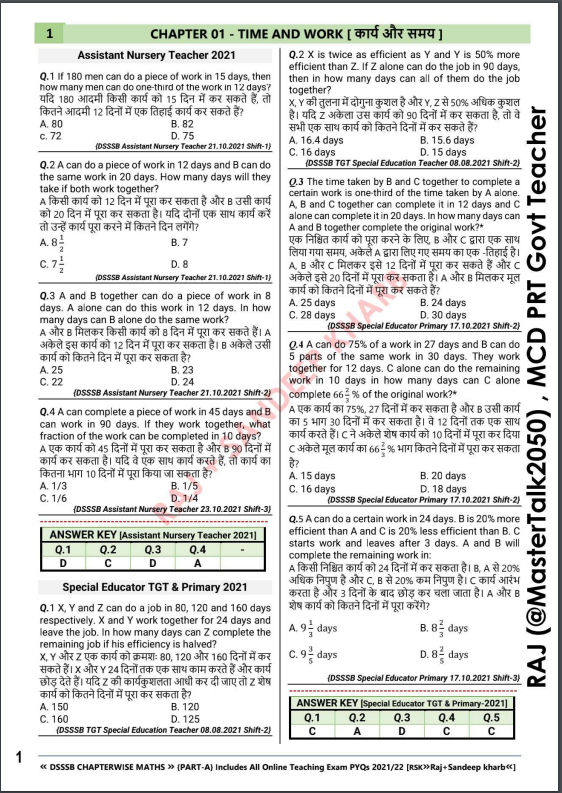 1
CHAPTER 01 - TIME AND WORK [ कार्य और समय ]
Assistant Nursery Teacher 2021
Q.1 If 180 men can do a piece of work in 15 days, then
how many men can do one-third of the work in 12 days?
यदि 180 आदमी किसी कार्य को 15 दिन में कर सकते हैं, तो
कितने आदमी 12 दिन में एक तिहाई कार्य कर सकते हैं?
A. 80 B. 82
c. 72 D. 75
{DSSSB Assistant Nursery Teacher 21.10.2021 Shift-1}
Q.2 A can do a piece of work in 12 days and B can do
the same work in 20 days. How many days will they
take if both work together?
A किसी कार्य को 12 दिन में पूरा कर सकता है और B उसी कार्य
को 20 दिन में पूरा कर सकता है। यदि दोनों एक साथ कार्य करें
तो उन्हें कार्य पूरा करने में कितने दिन लगेंगे?
A. 8 1/2 B. 7
C. 7 1/2 D. 8
{DSSSB Assistant Nursery Teacher 21.10.2021 Shift-1}
Q.3 A and B together can do a piece of work in 8
days. A alone can do this work in 12 days. In how
many days can B alone do the same work?
A और B मिलकर किसी कार्य को 8 दिन में पूरा कर सकते हैं। A
अकेले इस कार्य को 12 दिन में पूरा कर सकता है। B अकेले उसी
कार्य को कितने दिन में पूरा कर सकता है?
A. 25 B. 23
C. 22 D. 24
{DSSSB Assistant Nursery Teacher 21.10.2021 Shift-2}
Q.4 A can complete a piece of work in 45 days and B
can work in 90 days. If they work together, what
fraction of the work can be completed in 10 days?
A एक कार्य को 45 दिनों में पूरा कर सकता है और B 90 दिनों में
कार्य कर सकता है। यदि वे एक साथ कार्य करते हैं, तो कार्य का
कितना भाग 10 दिनों में पूरा किया जा सकता है?
A. 1/3 B. 1/5
C. 1/6 D. 1/4
{DSSSB Assistant Nursery Teacher 23.10.2021 Shift-3}
ANSWER KEY [Assistant Nursery Teacher 2021]
Q.1 Q.2 Q.3 Q.4 -
D C D A
Special Educator TGT & Primary 2021
Q.1 X, Y and Z can do a job in 80, 120 and 160 days
respectively. X and Y work together for 24 days and
leave the job. In how many days can Z complete the
remaining job if his efficiency is halved?
X, Y और Z एक कार्य को क्रमशः 80, 120 और 160 दिनों में कर
सकते हैं। X और Y 24 दिनों तक एक साथ काम करते हैं और कार्य
छोड़ देते हैं। यदि Z की कार्यकुशलता आधी कर दी जाए तो Z शेष
कार्य को कितने दिनों में पूरा कर सकता है?
A. 150 B. 120
C. 160 D. 125
{DSSSB TGT Special Education Teacher 08.08.2021 Shift-2}
Q.2 X is twice as efficient as Y and Y is 50% more
efficient than Z. If Z alone can do the job in 90 days,
then in how many days can all of them do the job
together?
X, Y की तुलना में दोगुना कुशल है और Y, Z से 50% अधिक कुशल
है। यदि Z अकेला उस कार्य को 90 दिनों में कर सकता है, तो वे
सभी एक साथ कार्य को कितने दिनों में कर सकते हैं?
A. 16.4 days B. 15.6 days
C. 16 days D. 15 days
{DSSSB TGT Special Education Teacher 08.08.2021 Shift-2}
Q.3 The time taken by B and C together to complete a
certain work is one-third of the time taken by A alone.
A, B and C together can complete it in 12 days and C
alone can complete it in 20 days. In how many days can
A and B together complete the original work?*
एक निश्चित कार्य को पूरा करने के लिए, B और C द्वारा एक साथ
लिया गया समय, अकेले A द्वारा लिए गए समय का एक -तिहाई है।
A, B और C मिलकर इसे 12 दिनों में पूरा कर सकते हैं और C
अकेले इसे 20 दिनों में पूरा कर सकता है। A और B मिलकर मूल
कार्य को कितने दिनों में पूरा कर सकते हैं?
A. 25 days B. 24 days
C. 28 days D. 30 days
{DSSSB Special Educator Primary 17.10.2021 Shift-2}
Q.4 A can do 75% of a work in 27 days and B can do
5 parts of the same work in 30 days. They work
together for 12 days. C alone can do the remaining
work in 10 days in how many days can C alone
complete 66 2/3 % of the original work?*
A एक कार्य का 75%, 27 दिनों में कर सकता है और B उसी कार्य
का 5 भाग 30 दिनों में कर सकता है। वे 12 दिनों तक एक साथ
कार्य करते हैं। C ने अकेले शेष कार्य को 10 दिनों में पूरा कर दिया
C अकेले मूल कार्य का 66 2/3 % भाग कितने दिनों में पूरा कर सकता
है?
A. 15 days B. 20 days
C. 16 days D. 18 days
{DSSSB Special Educator Primary 17.10.2021 Shift-2}
Q.5 A can do a certain work in 24 days. B is 20% more
efficient than A and C is 20% less efficient than B. C
starts work and leaves after 3 days. A and B will
complete the remaining work in:
A किसी निश्चित कार्य को 24 दिनों में कर सकता है। B, A से 20%
अधिक निपुण है और C, B से 20% कम निपुण है। C कार्य आरंभ
करता है और 3 दिनों के बाद छोड़ कर चला जाता है। A और B
शेष कार्य को कितने दिनों में पूरा करेंगे?
A. 9 1/3 days B. 8 2/3 days
C. 9 3/5 days D. 8 2/5 days
{DSSSB Special Educator Primary 17.10.2021 Shift-3}
ANSWER KEY [Special Educator TGT & Primary-2021]
Q.1 Q.2 Q.3 Q.4 Q.5
C A D C C
RAJ (@MasterTalk2050) , MCD PRT Govt Teacher
RAJ+SANDEEP KHARB
1
« DSSSB CHAPTERWISE MATHS » (PART-A) Includes All Online Teaching Exam PYQs 2021/22 [RSK»Raj+Sandeep kharb«]